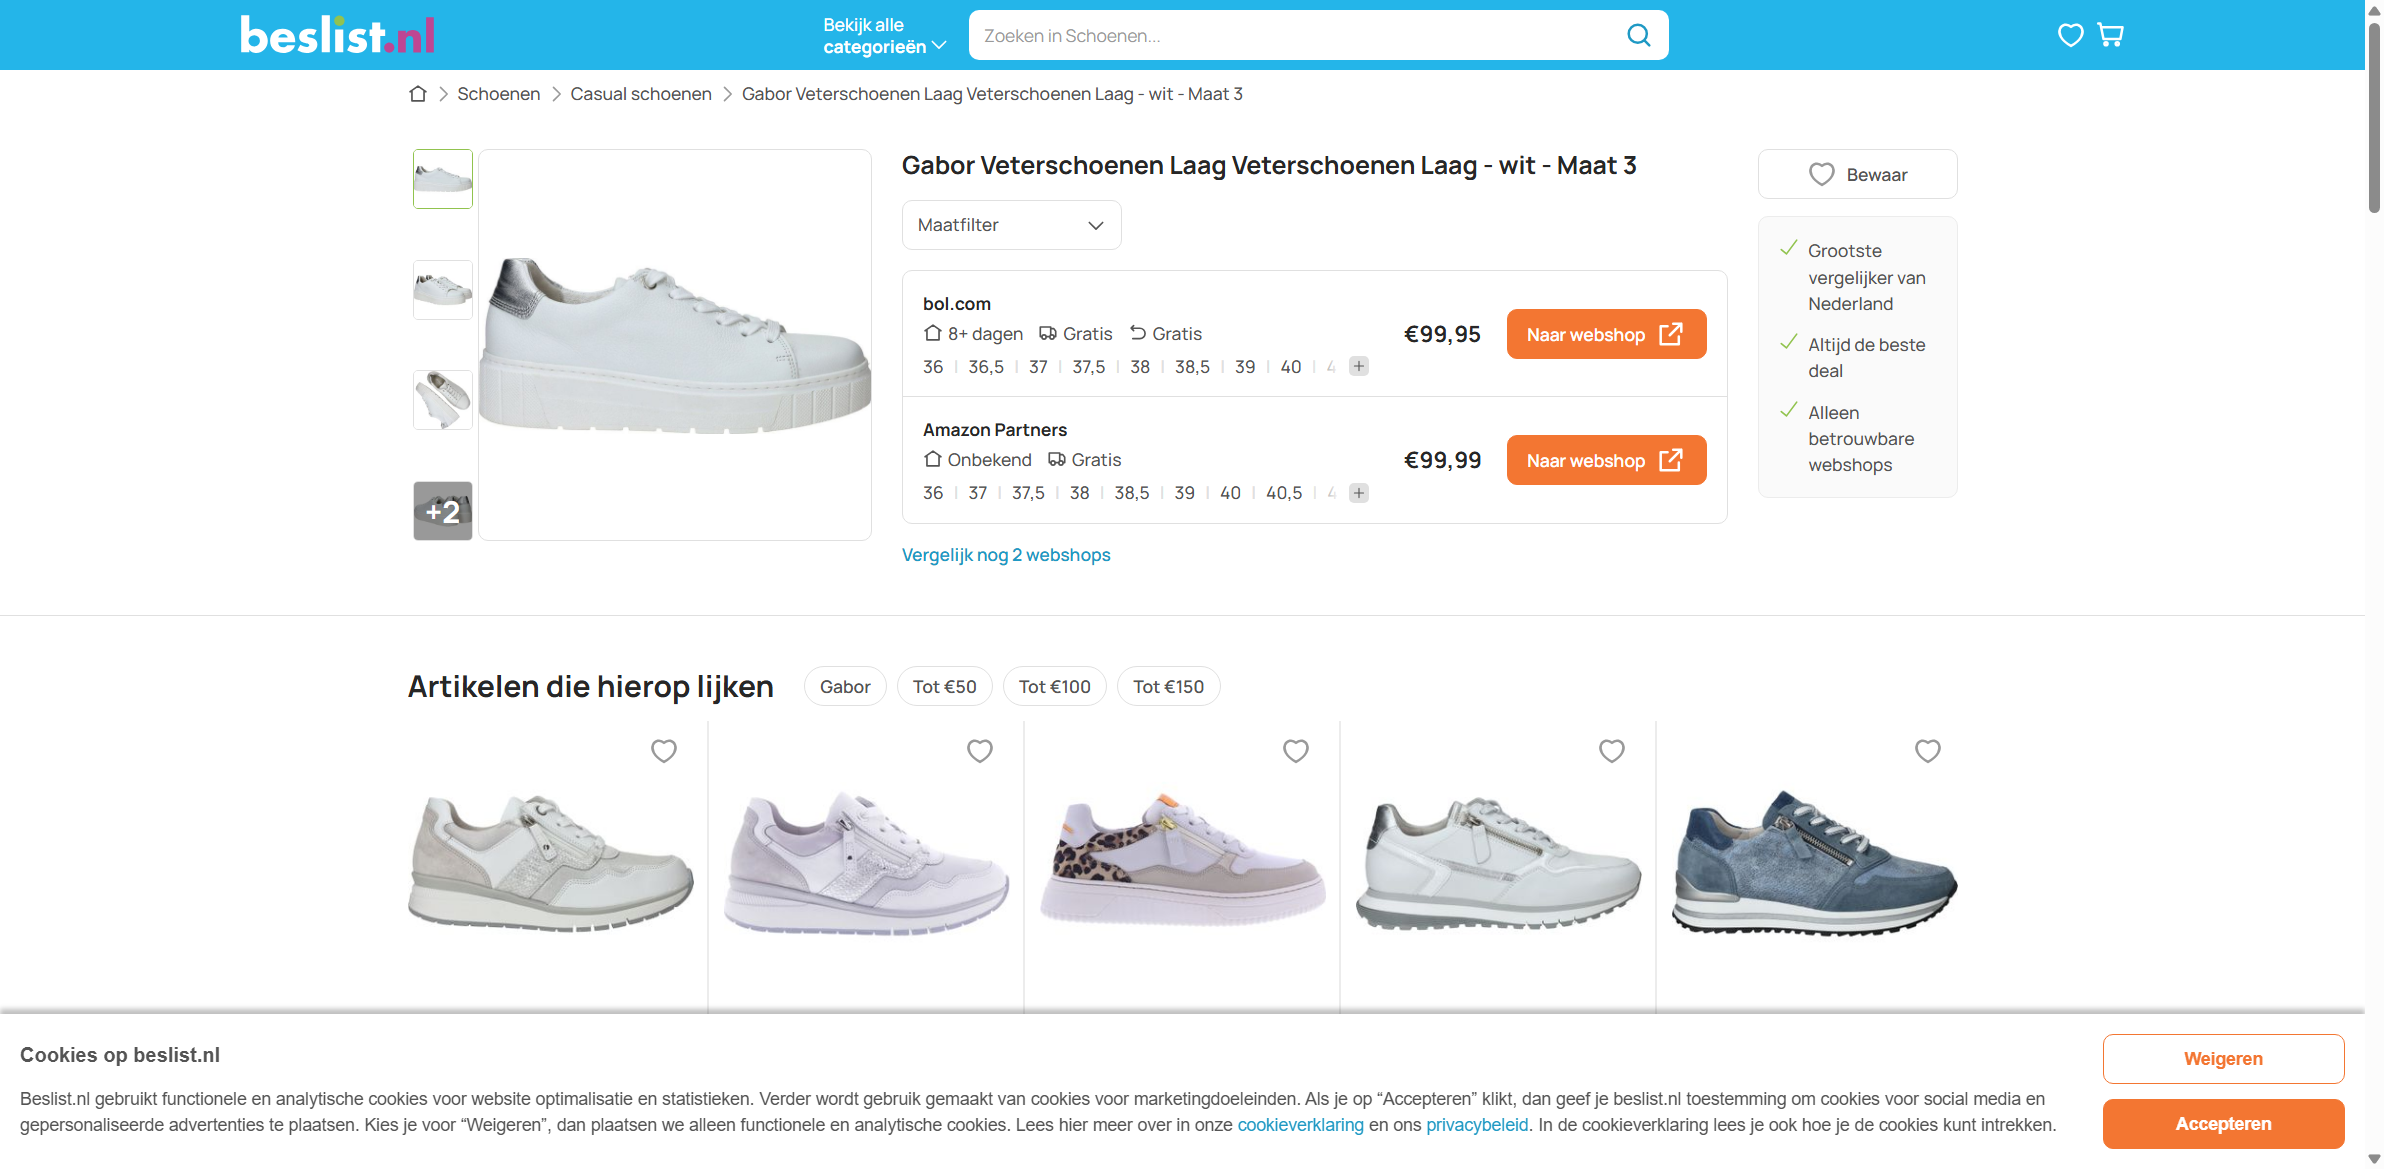 beslist.nl
Bekijk alle
categorieën
Zoeken in Schoenen...
Schoenen
Casual schoenen
Gabor Veterschoenen Laag Veterschoenen Laag - wit - Maat 3
+2
Gabor Veterschoenen Laag Veterschoenen Laag - wit - Maat 3
Maatfilter
bol.com
8+ dagen Gratis Gratis
36 36,5 37 37,5 38 38,5 39 40 +
€99,95
Naar webshop
Amazon Partners
Onbekend Gratis
36 37 37,5 38 38,5 39 40 40,5 +
€99,99
Naar webshop
Vergelijk nog 2 webshops
Bewaar
Grootste
vergelijker van
Nederland
Altijd de beste
deal
Alleen
betrouwbare
webshops
Artikelen die hierop lijken
Gabor
Tot €50
Tot €100
Tot €150
Cookies op beslist.nl
Beslist.nl gebruikt functionele en analytische cookies voor website optimalisatie en statistieken. Verder wordt gebruik gemaakt van cookies voor marketingdoeleinden. Als je op “Accepteren” klikt, dan geef je beslist.nl toestemming om cookies voor social media en
gepersonaliseerde advertenties te plaatsen. Kies je voor “Weigeren”, dan plaatsen we alleen functionele en analytische cookies. Lees hier meer over in onze cookieverklaring en ons privacybeleid. In de cookieverklaring lees je ook hoe je de cookies kunt intrekken.
Weigeren
Accepteren